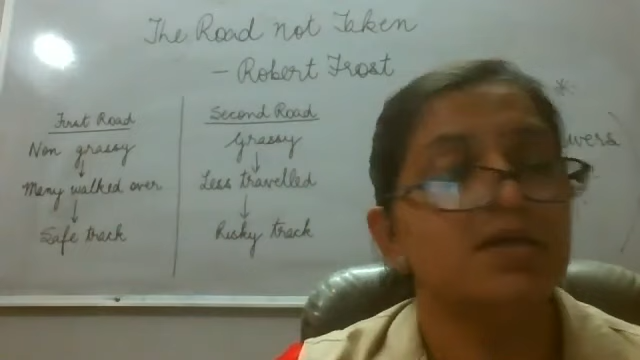 The Road not Taken
- Robert Frost
First Road
Non grassy
Many walked over
Safe track
Second Road
Grassy
Less travelled
Risky track
*